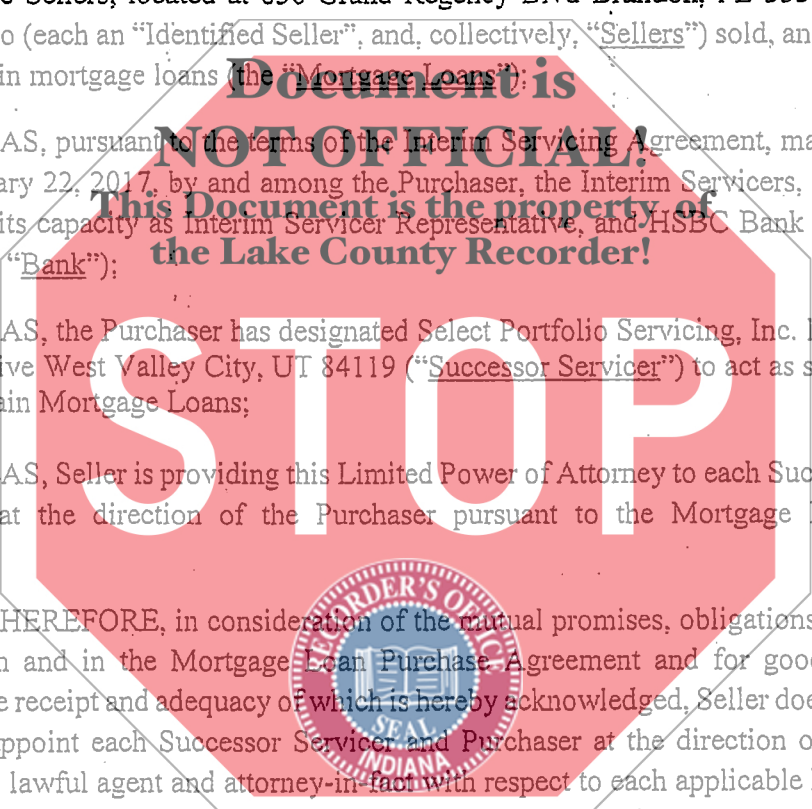 e Sellers, located at 636 Grand Regency Blvd Brandon, FL
o (each an “Identified Seller”, and, collectively, “Sellers”) sold, an
in mortgage loans (the “Mortgage Loans”);
Document is
NOT OFFICIAL!
This Document is the property of
the Lake County Recorder!
AS, pursuant to the terms of the Interim Servicing Agreement, ma
ary 22, 2017, by and among the Purchaser, the Interim Servicers,
its capacity as Interim Servicer Representative, and HSBC Bank
“Bank”);
STOP
AS, the Purchaser has designated Select Portfolio Servicing, Inc.
ive West Valley City, UT 84119 (“Successor Servicer”) to act as s
ain Mortgage Loans;
AS, Seller is providing this Limited Power of Attorney to each Suc
at the direction of the Purchaser pursuant to the Mortgage
HEREFORE, in consideration of the mutual promises, obligations
n and in the Mortgage Loan Purchase Agreement and for goo
e receipt and adequacy of which is hereby acknowledged, Seller doe
ppoint each Successor Servicer and Purchaser at the direction o
lawful agent and attorney-in-fact with respect to each applicable
RECORDER'S OFFICE
SEAL
INDIANA